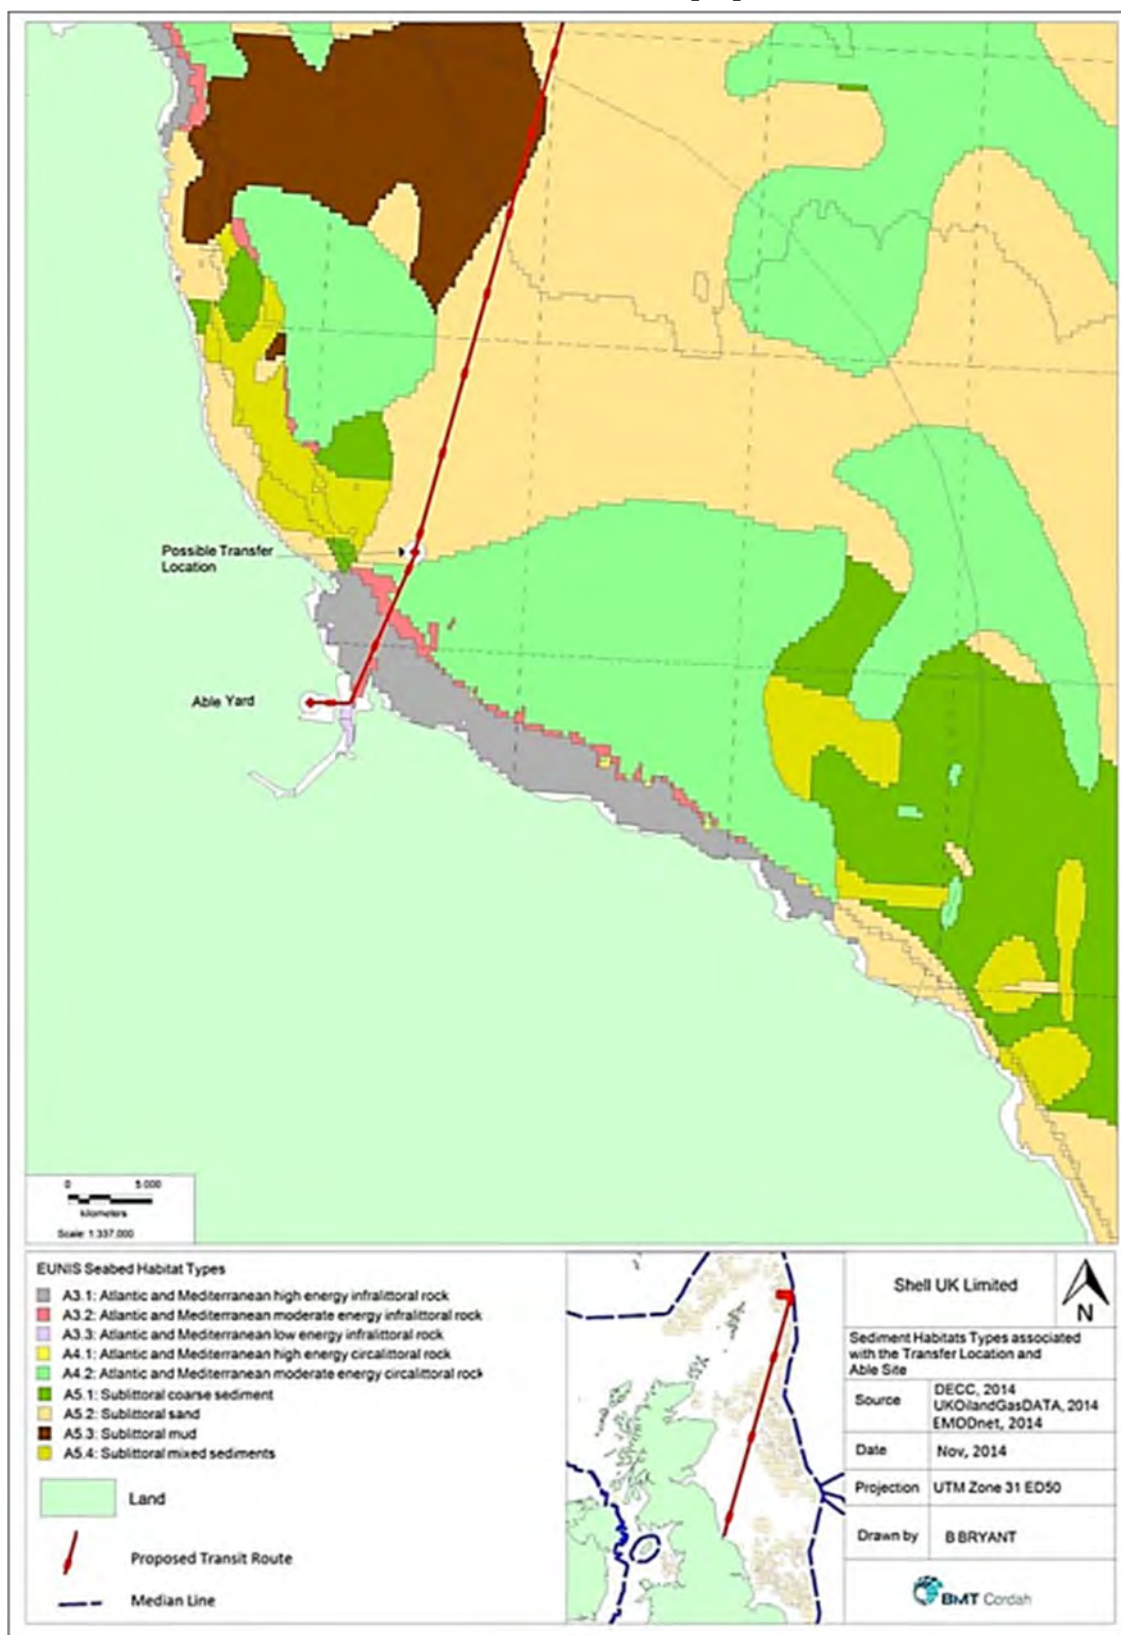 Possible Transfer
Location
Able Yard
0 5 000
kilometers
Scale: 1:337,000
EUNIS Seabed Habitat Types
A3.1: Atlantic and Mediterranean high energy infralittoral rock
A3.2: Atlantic and Mediterranean moderate energy infralittoral rock
A3.3: Atlantic and Mediterranean low energy infralittoral rock
A4.1: Atlantic and Mediterranean high energy circalittoral rock
A4.2: Atlantic and Mediterranean moderate energy circalittoral rock
A5.1: Sublittoral coarse sediment
A5.2: Sublittoral sand
A5.3: Sublittoral mud
A5.4: Sublittoral mixed sediments
Land
Proposed Transit Route
Median Line
Shell UK Limited
N
Sediment Habitats Types associated
with the Transfer Location and
Able Site
Source DECC, 2014
UKOilandGasDATA, 2014
EMODnet, 2014
Date Nov, 2014
Projection UTM Zone 31 ED50
Drawn by B BRYANT
BMT Cordah